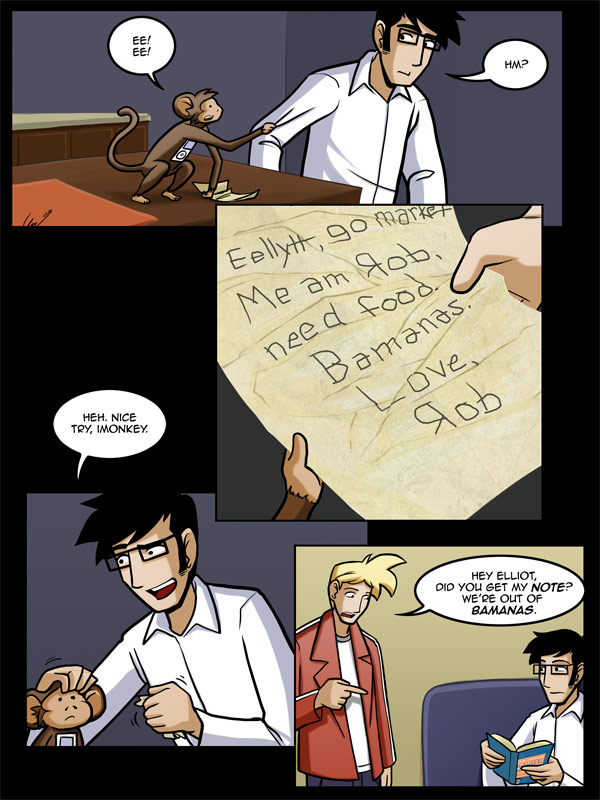 EE!
EE!
HM?
Eellytt, go market
Me am Rob,
need food.
Bamanas.
Love,
Rob
HEH. NICE
TRY, IMONKEY.
HEY ELLIOT,
DID YOU GET MY NOTE?
WE'RE OUT OF
BAMANAS.